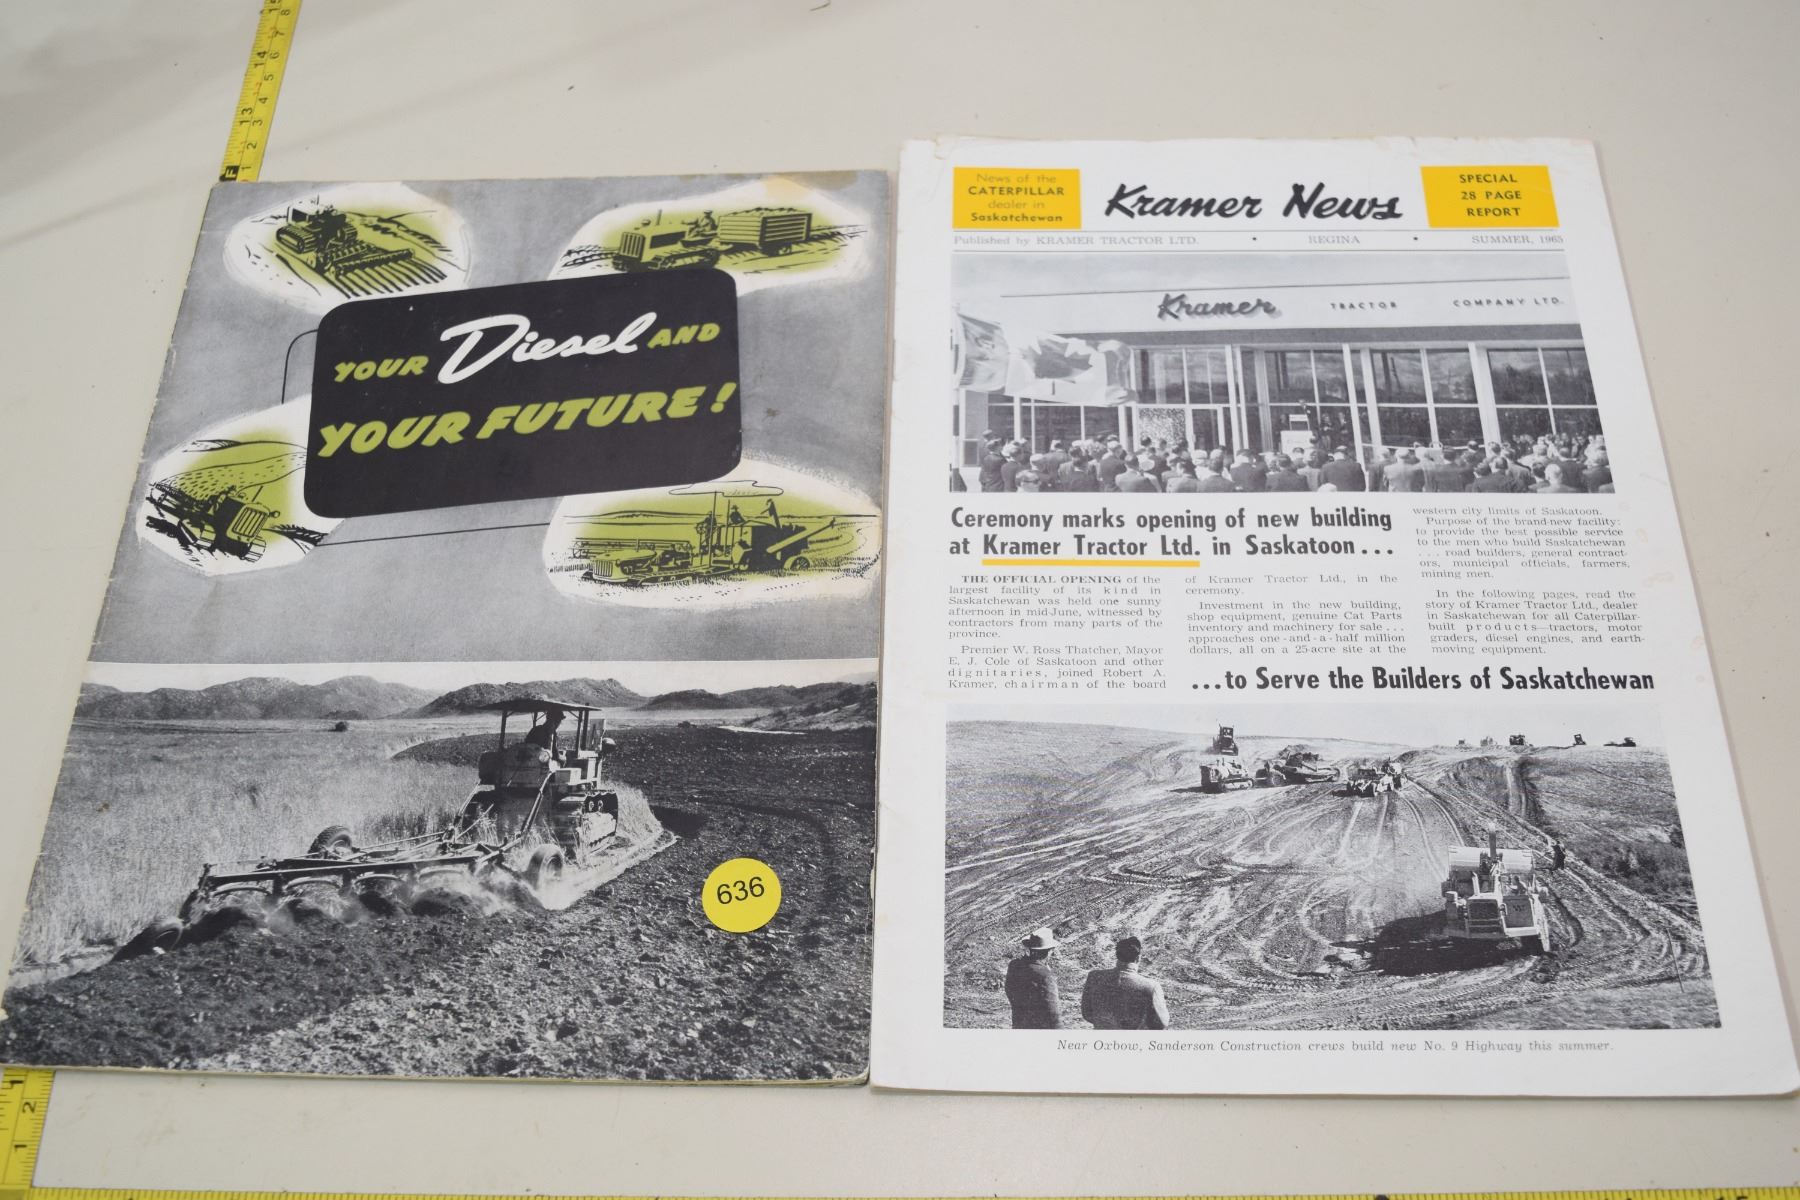 YOUR Diesel AND
YOUR FUTURE!
636
News of the
CATERPILLAR
dealer in
Saskatchewan
Kramer News
SPECIAL
28 PAGE
REPORT
Published by KRAMER TRACTOR LTD. • REGINA • SUMMER, 1965
Kramer TRACTOR COMPANY LTD.
Ceremony marks opening of new building
at Kramer Tractor Ltd. in Saskatoon...
THE OFFICIAL OPENING of the
largest facility of its kind in
Saskatchewan was held one sunny
afternoon in mid-June, witnessed by
contractors from many parts of the
province.
Premier W. Ross Thatcher, Mayor
E. J. Cole of Saskatoon and other
dignitaries, joined Robert A.
Kramer, chairman of the board
of Kramer Tractor Ltd., in the
ceremony.
Investment in the new building,
shop equipment, genuine Cat Parts
inventory and machinery for sale...
approaches one-and-a-half million
dollars, all on a 25-acre site at the
western city limits of Saskatoon.
Purpose of the brand-new facility:
to provide the best possible service
to the men who build Saskatchewan
. . . road builders, general contract-
ors, municipal officials, farmers,
mining men.
In the following pages, read the
story of Kramer Tractor Ltd., dealer
in Saskatchewan for all Caterpillar-
built products—tractors, motor
graders, diesel engines, and earth-
moving equipment.
...to Serve the Builders of Saskatchewan
Near Oxbow, Sanderson Construction crews build new No. 9 Highway this summer.